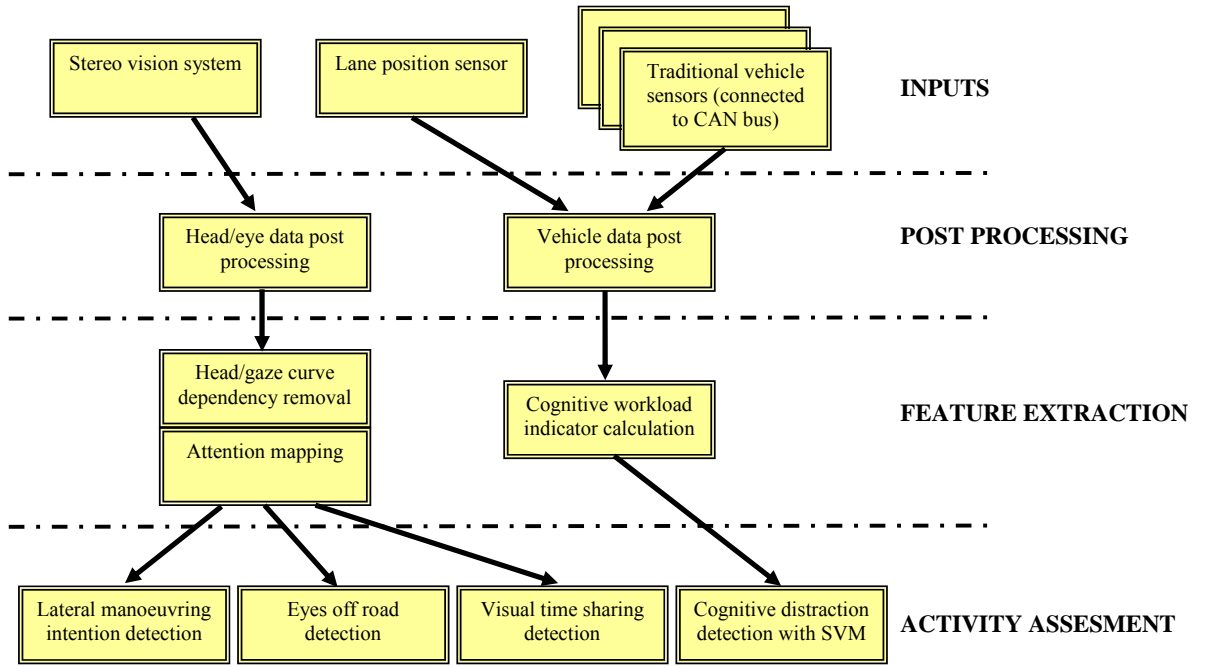 Stereo vision system
Lane position sensor
Traditional vehicle
sensors (connected
to CAN bus)
INPUTS
Head/eye data post
processing
Vehicle data post
processing
POST PROCESSING
Head/gaze curve
dependency removal
Attention mapping
Cognitive workload
indicator calculation
FEATURE EXTRACTION
Lateral manoeuvring
intention detection
Eyes off road
detection
Visual time sharing
detection
Cognitive distraction
detection with SVM
ACTIVITY ASSESMENT